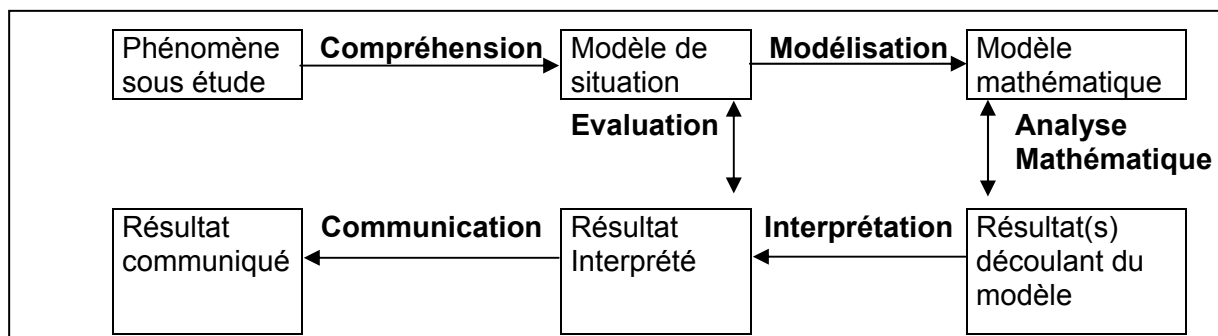 Phénomène
sous étude
Compréhension
Modèle de
situation
Modélisation
Modèle
mathématique
Evaluation
Analyse
Mathématique
Résultat
communiqué
Communication
Résultat
Interprété
Interprétation
Résultat(s)
découlant du
modèle